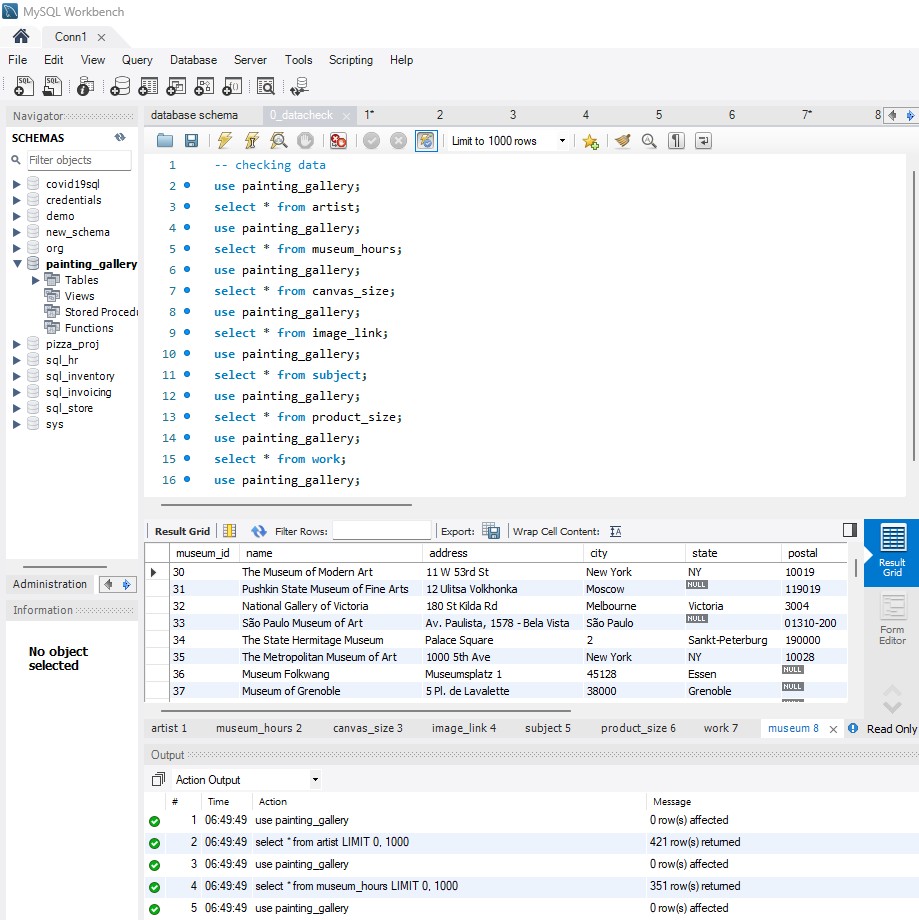 MySQL Workbench
Conn1
File Edit View Query Database Server Tools Scripting Help
Navigator
SCHEMAS
Filter objects
covid19sql
credentials
demo
new_schema
org
painting_gallery
Tables
Views
Stored Proced
Functions
pizza_proj
sql_hr
sql_inventory
sql_invoicing
sql_store
sys
Administration
Information
No object
selected
database schema 0_datacheck 1* 2 3 4 5 6 7* 8
Limit to 1000 rows
1 -- checking data
2 use painting_gallery;
3 select * from artist;
4 use painting_gallery;
5 select * from museum_hours;
6 use painting_gallery;
7 select * from canvas_size;
8 use painting_gallery;
9 select * from image_link;
10 use painting_gallery;
11 select * from subject;
12 use painting_gallery;
13 select * from product_size;
14 use painting_gallery;
15 select * from work;
16 use painting_gallery;
Result Grid Filter Rows: Export: Wrap Cell Content:
museum_id name address city state postal
30 The Museum of Modern Art 11 W 53rd St New York NY 10019
31 Pushkin State Museum of Fine Arts 12 Ulitsa Volkhonka Moscow NULL 119019
32 National Gallery of Victoria 180 St Kilda Rd Melbourne Victoria 3004
33 São Paulo Museum of Art Av. Paulista, 1578 - Bela Vista São Paulo NULL 01310-200
34 The State Hermitage Museum Palace Square 2 Sankt-Peterburg 190000
35 The Metropolitan Museum of Art 1000 5th Ave New York NY 10028
36 Museum Folkwang Museumsplatz 1 45128 Essen NULL
37 Museum of Grenoble 5 Pl. de Lavalette 38000 Grenoble NULL
Result
Grid
Form
Editor
artist 1 museum_hours 2 canvas_size 3 image_link 4 subject 5 product_size 6 work 7 museum 8 Read Only
Output
Action Output
# Time Action Message
1 06:49:49 use painting_gallery 0 row(s) affected
2 06:49:49 select * from artist LIMIT 0, 1000 421 row(s) returned
3 06:49:49 use painting_gallery 0 row(s) affected
4 06:49:49 select * from museum_hours LIMIT 0, 1000 351 row(s) returned
5 06:49:49 use painting_gallery 0 row(s) affected